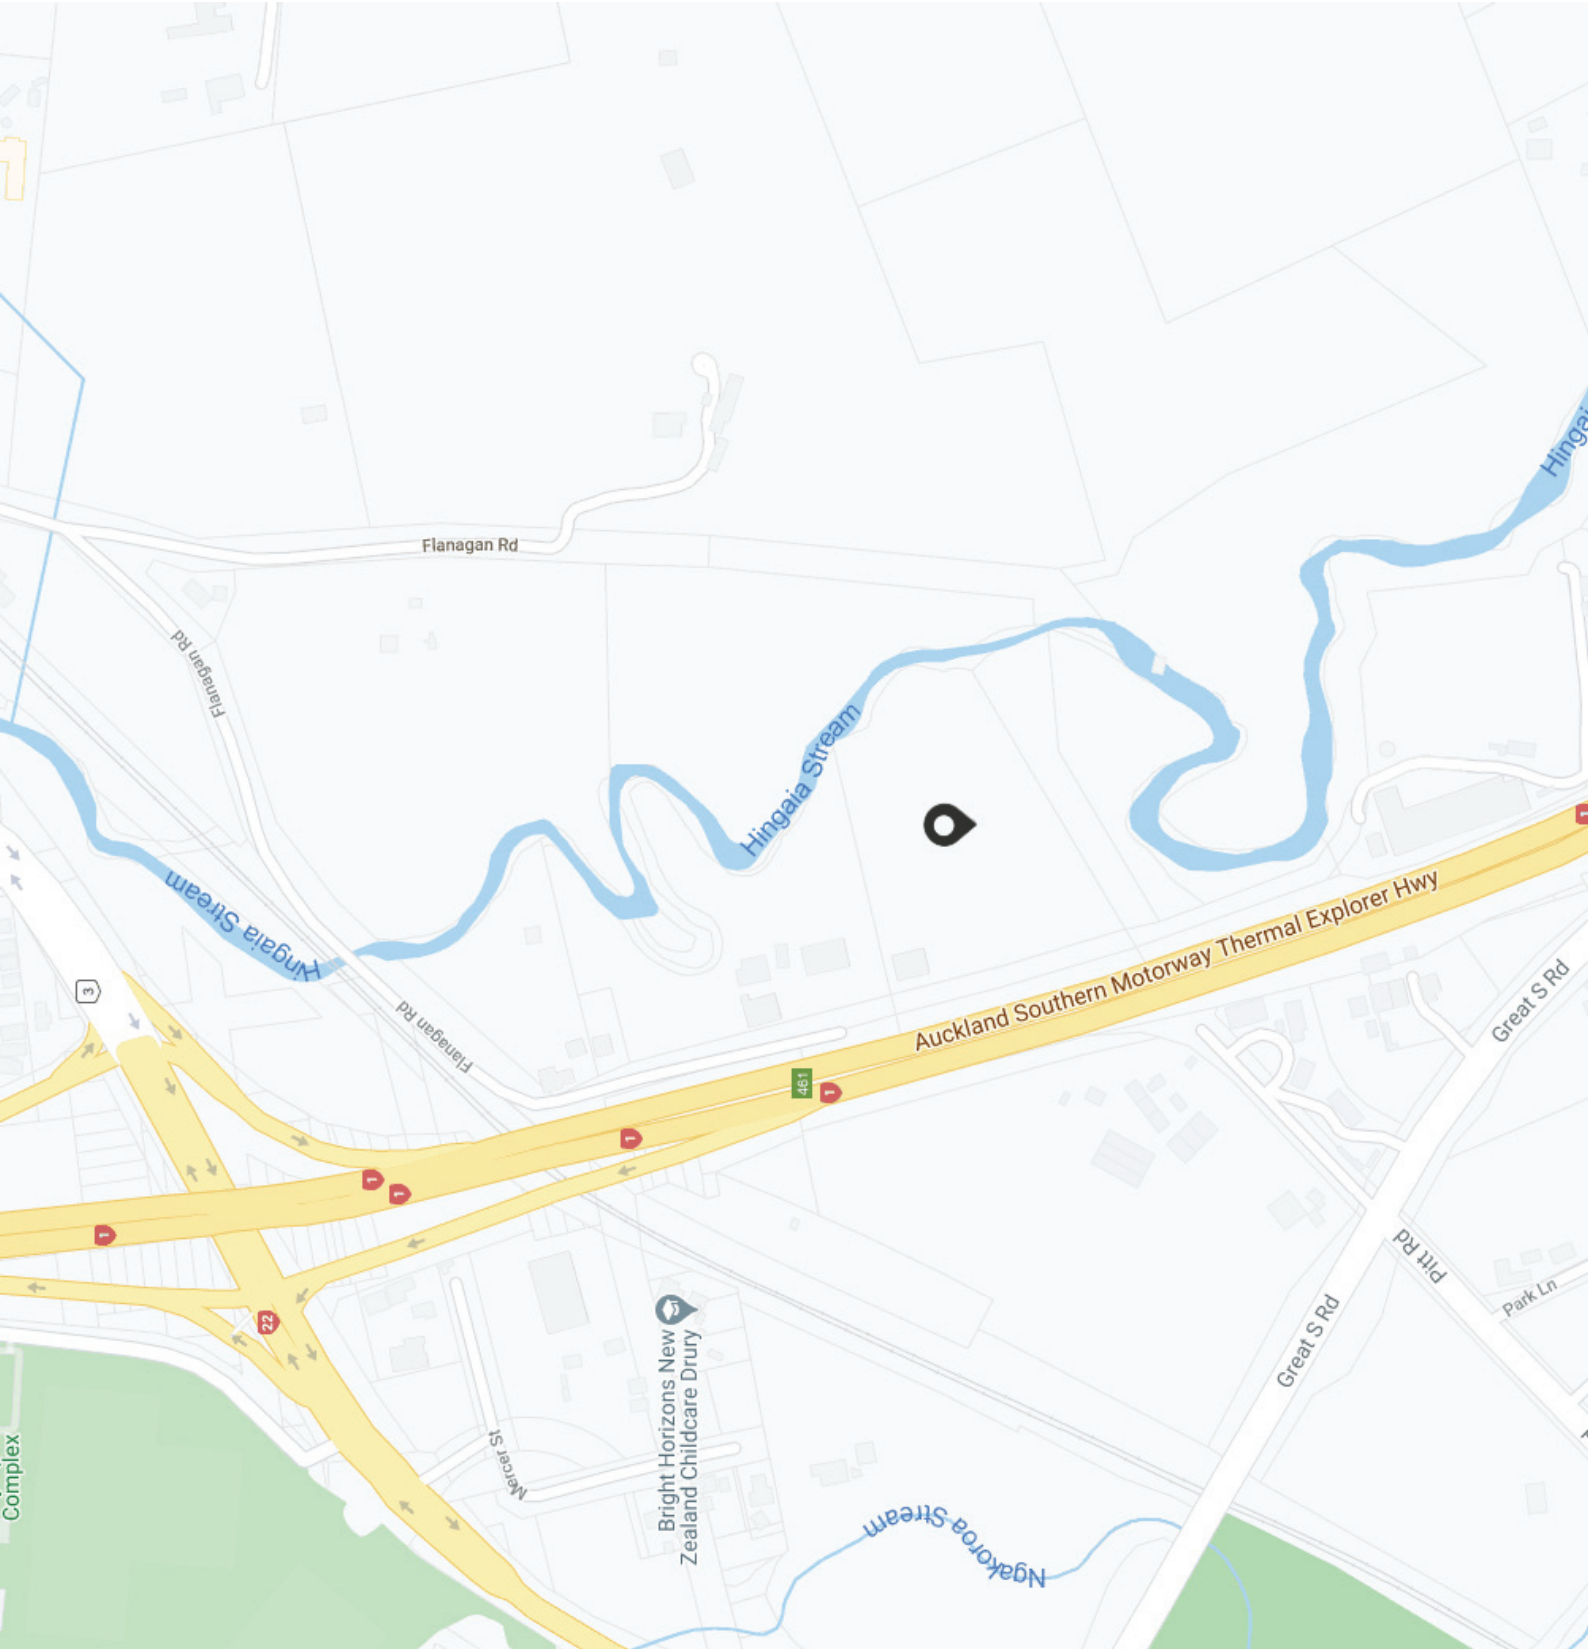 Hingai
Flanagan Rd
Flanagan Rd
Hingaia Stream
Hingaia Stream
Auckland Southern Motorway Thermal Explorer Hwy
1
3
Flanagan Rd
Great S Rd
461
1
1
1
1
1
22
Pitt Rd
Park Ln
Great S Rd
Bright Horizons New
Zealand Childcare Drury
Mercer St
Complex
Ngakoroa Stream